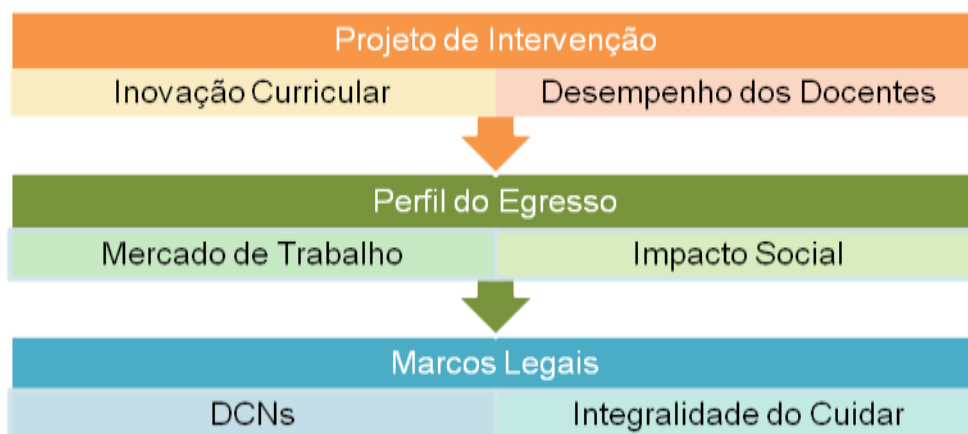 Projeto de Intervenção
Inovação Curricular
Desempenho dos Docentes
Perfil do Egresso
Mercado de Trabalho
Impacto Social
Marcos Legais
DCNs
Integralidade do Cuidar